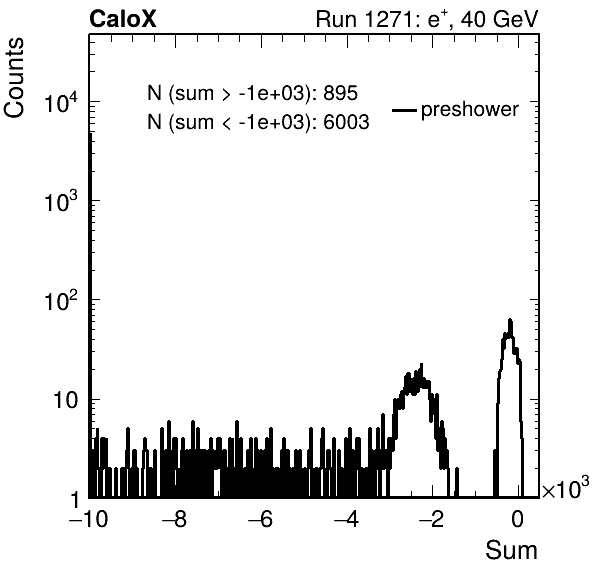 CaloX Run 1271: e⁺, 40 GeV
Counts
N (sum > -1e+03): 895
N (sum < -1e+03): 6003
preshower
10⁴
10³
10²
10
1
−10 −8 −6 −4 −2 0 ×10³
Sum